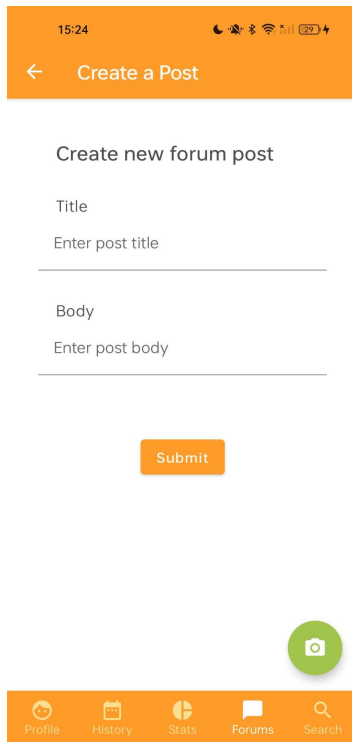 15:24
29
Create a Post
Create new forum post
Title
Enter post title
Body
Enter post body
Submit
Profile History Stats Forums Search